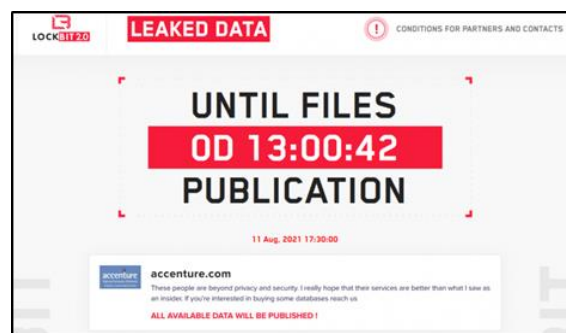 LOCKBIT 2.0
LEAKED DATA
CONDITIONS FOR PARTNERS AND CONTACTS
UNTIL FILES
0D 13:00:42
PUBLICATION
11 Aug, 2021 17:30:00
accenture
accenture.com
These people are beyond privacy and security. I really hope that their services are better than what I saw as
an insider. If you're interested in buying some databases reach us
ALL AVAILABLE DATA WILL BE PUBLISHED !